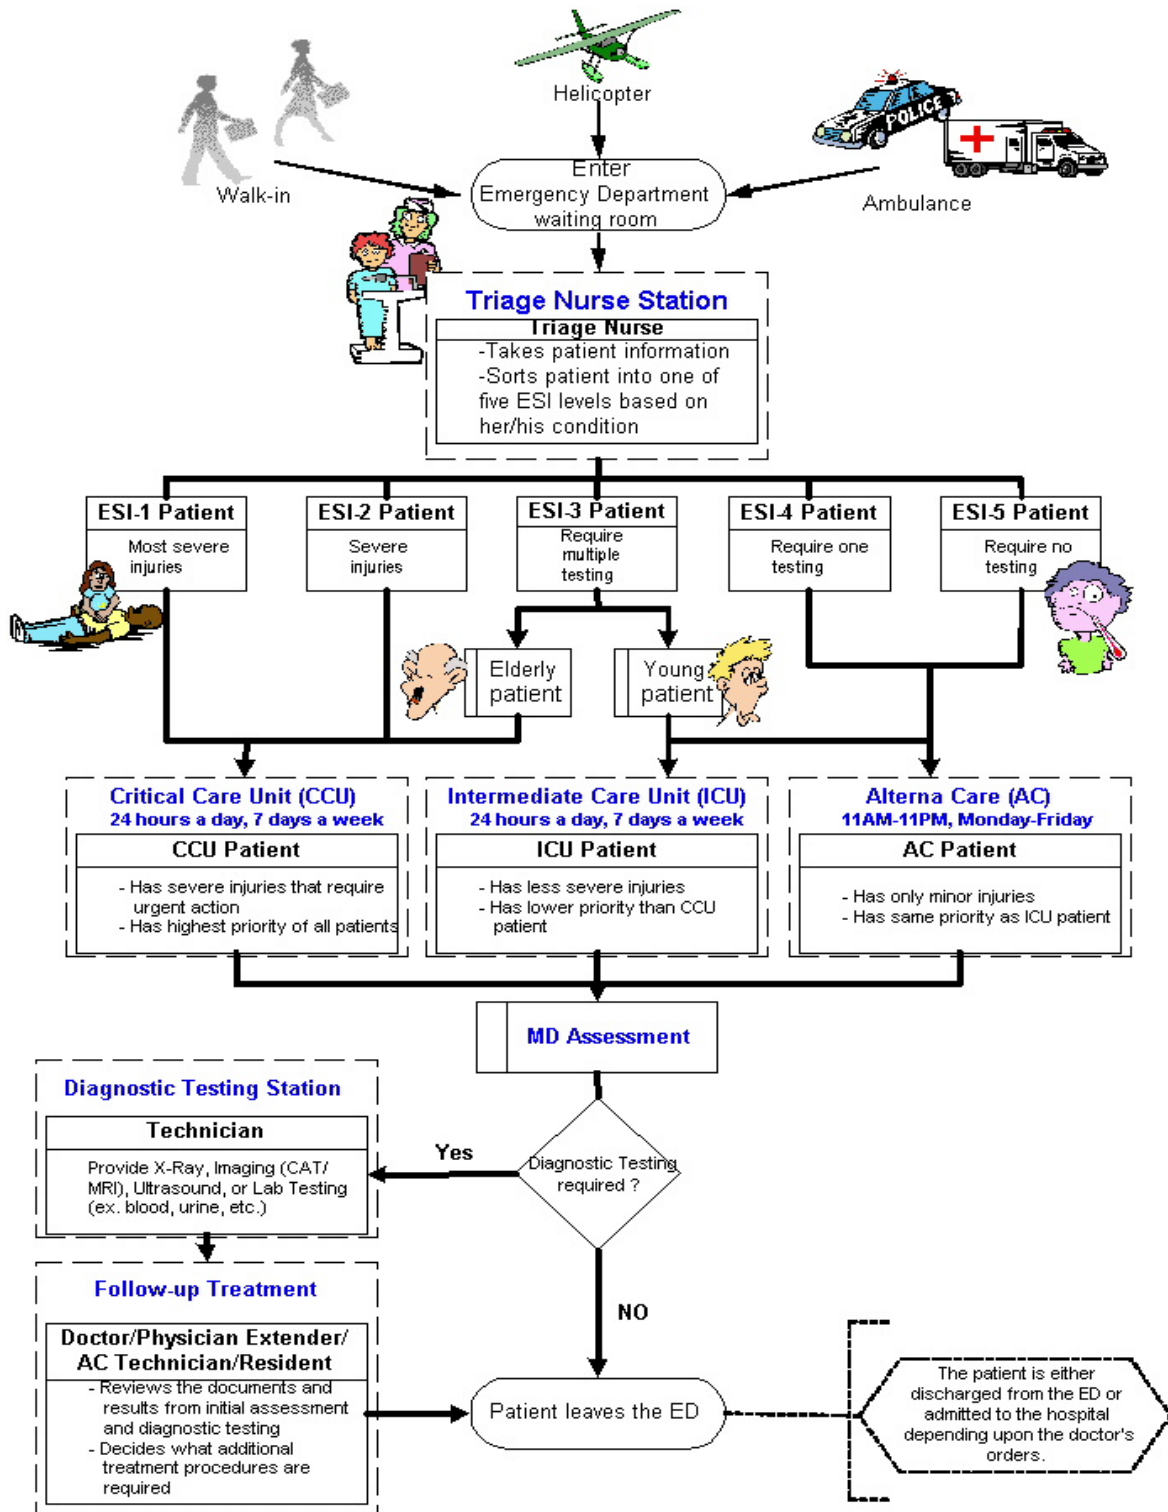 Helicopter
POLICE
Walk-in
Enter
Emergency Department
waiting room
Ambulance
Triage Nurse Station
Triage Nurse
-Takes patient information
-Sorts patient into one of
five ESI levels based on
her/his condition
ESI-1 Patient
Most severe
injuries
ESI-2 Patient
Severe
injuries
ESI-3 Patient
Require
multiple
testing
ESI-4 Patient
Require one
testing
ESI-5 Patient
Require no
testing
Elderly
patient
Young
patient
Critical Care Unit (CCU)
24 hours a day, 7 days a week
CCU Patient
- Has severe injuries that require
urgent action
- Has highest priority of all patients
Intermediate Care Unit (ICU)
24 hours a day, 7 days a week
ICU Patient
- Has less severe injuries
- Has lower priority than CCU
patient
Alterna Care (AC)
11AM-11PM, Monday-Friday
AC Patient
- Has only minor injuries
- Has same priority as ICU patient
MD Assessment
Diagnostic Testing
required ?
Yes
NO
Diagnostic Testing Station
Technician
Provide X-Ray, Imaging (CAT/
MRI), Ultrasound, or Lab Testing
(ex. blood, urine, etc.)
Follow-up Treatment
Doctor/Physician Extender/
AC Technician/Resident
- Reviews the documents and
results from initial assessment
and diagnostic testing
- Decides what additional
treatment procedures are
required
Patient leaves the ED
The patient is either
discharged from the ED or
admitted to the hospital
depending upon the doctor's
orders.